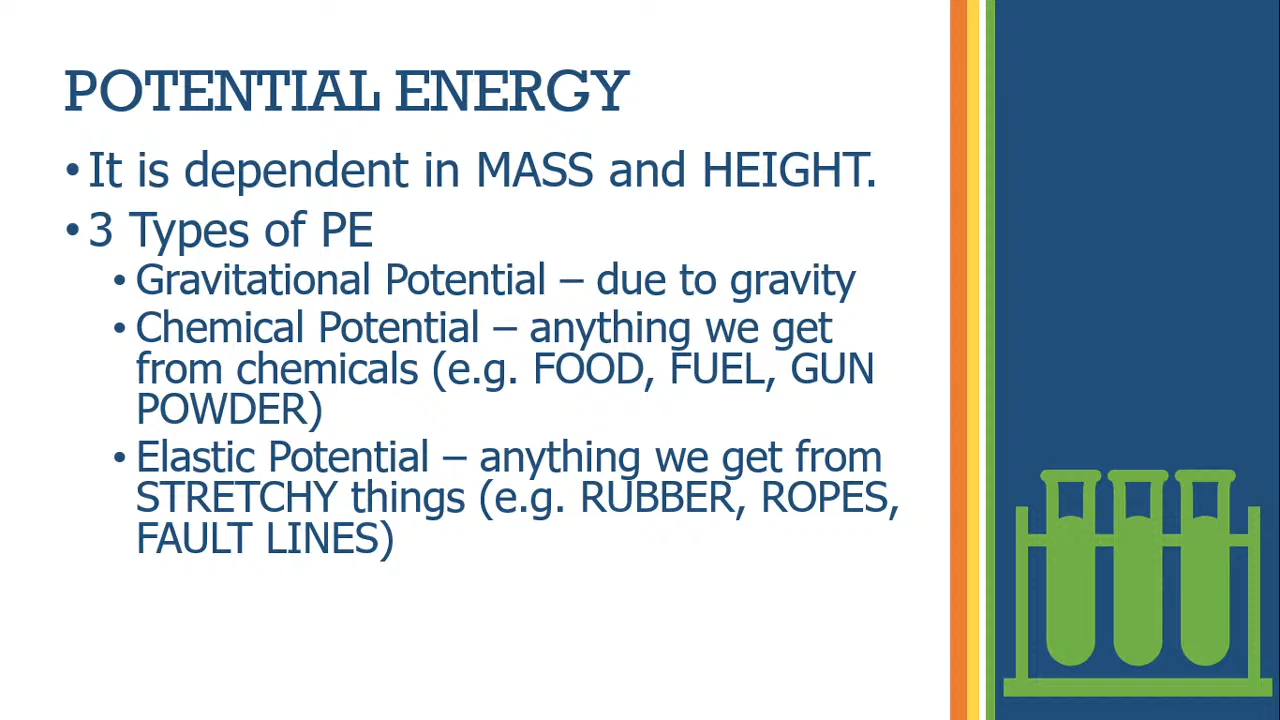 POTENTIAL ENERGY
• It is dependent in MASS and HEIGHT.
• 3 Types of PE
• Gravitational Potential – due to gravity
• Chemical Potential – anything we get
from chemicals (e.g. FOOD, FUEL, GUN
POWDER)
• Elastic Potential – anything we get from
STRETCHY things (e.g. RUBBER, ROPES,
FAULT LINES)